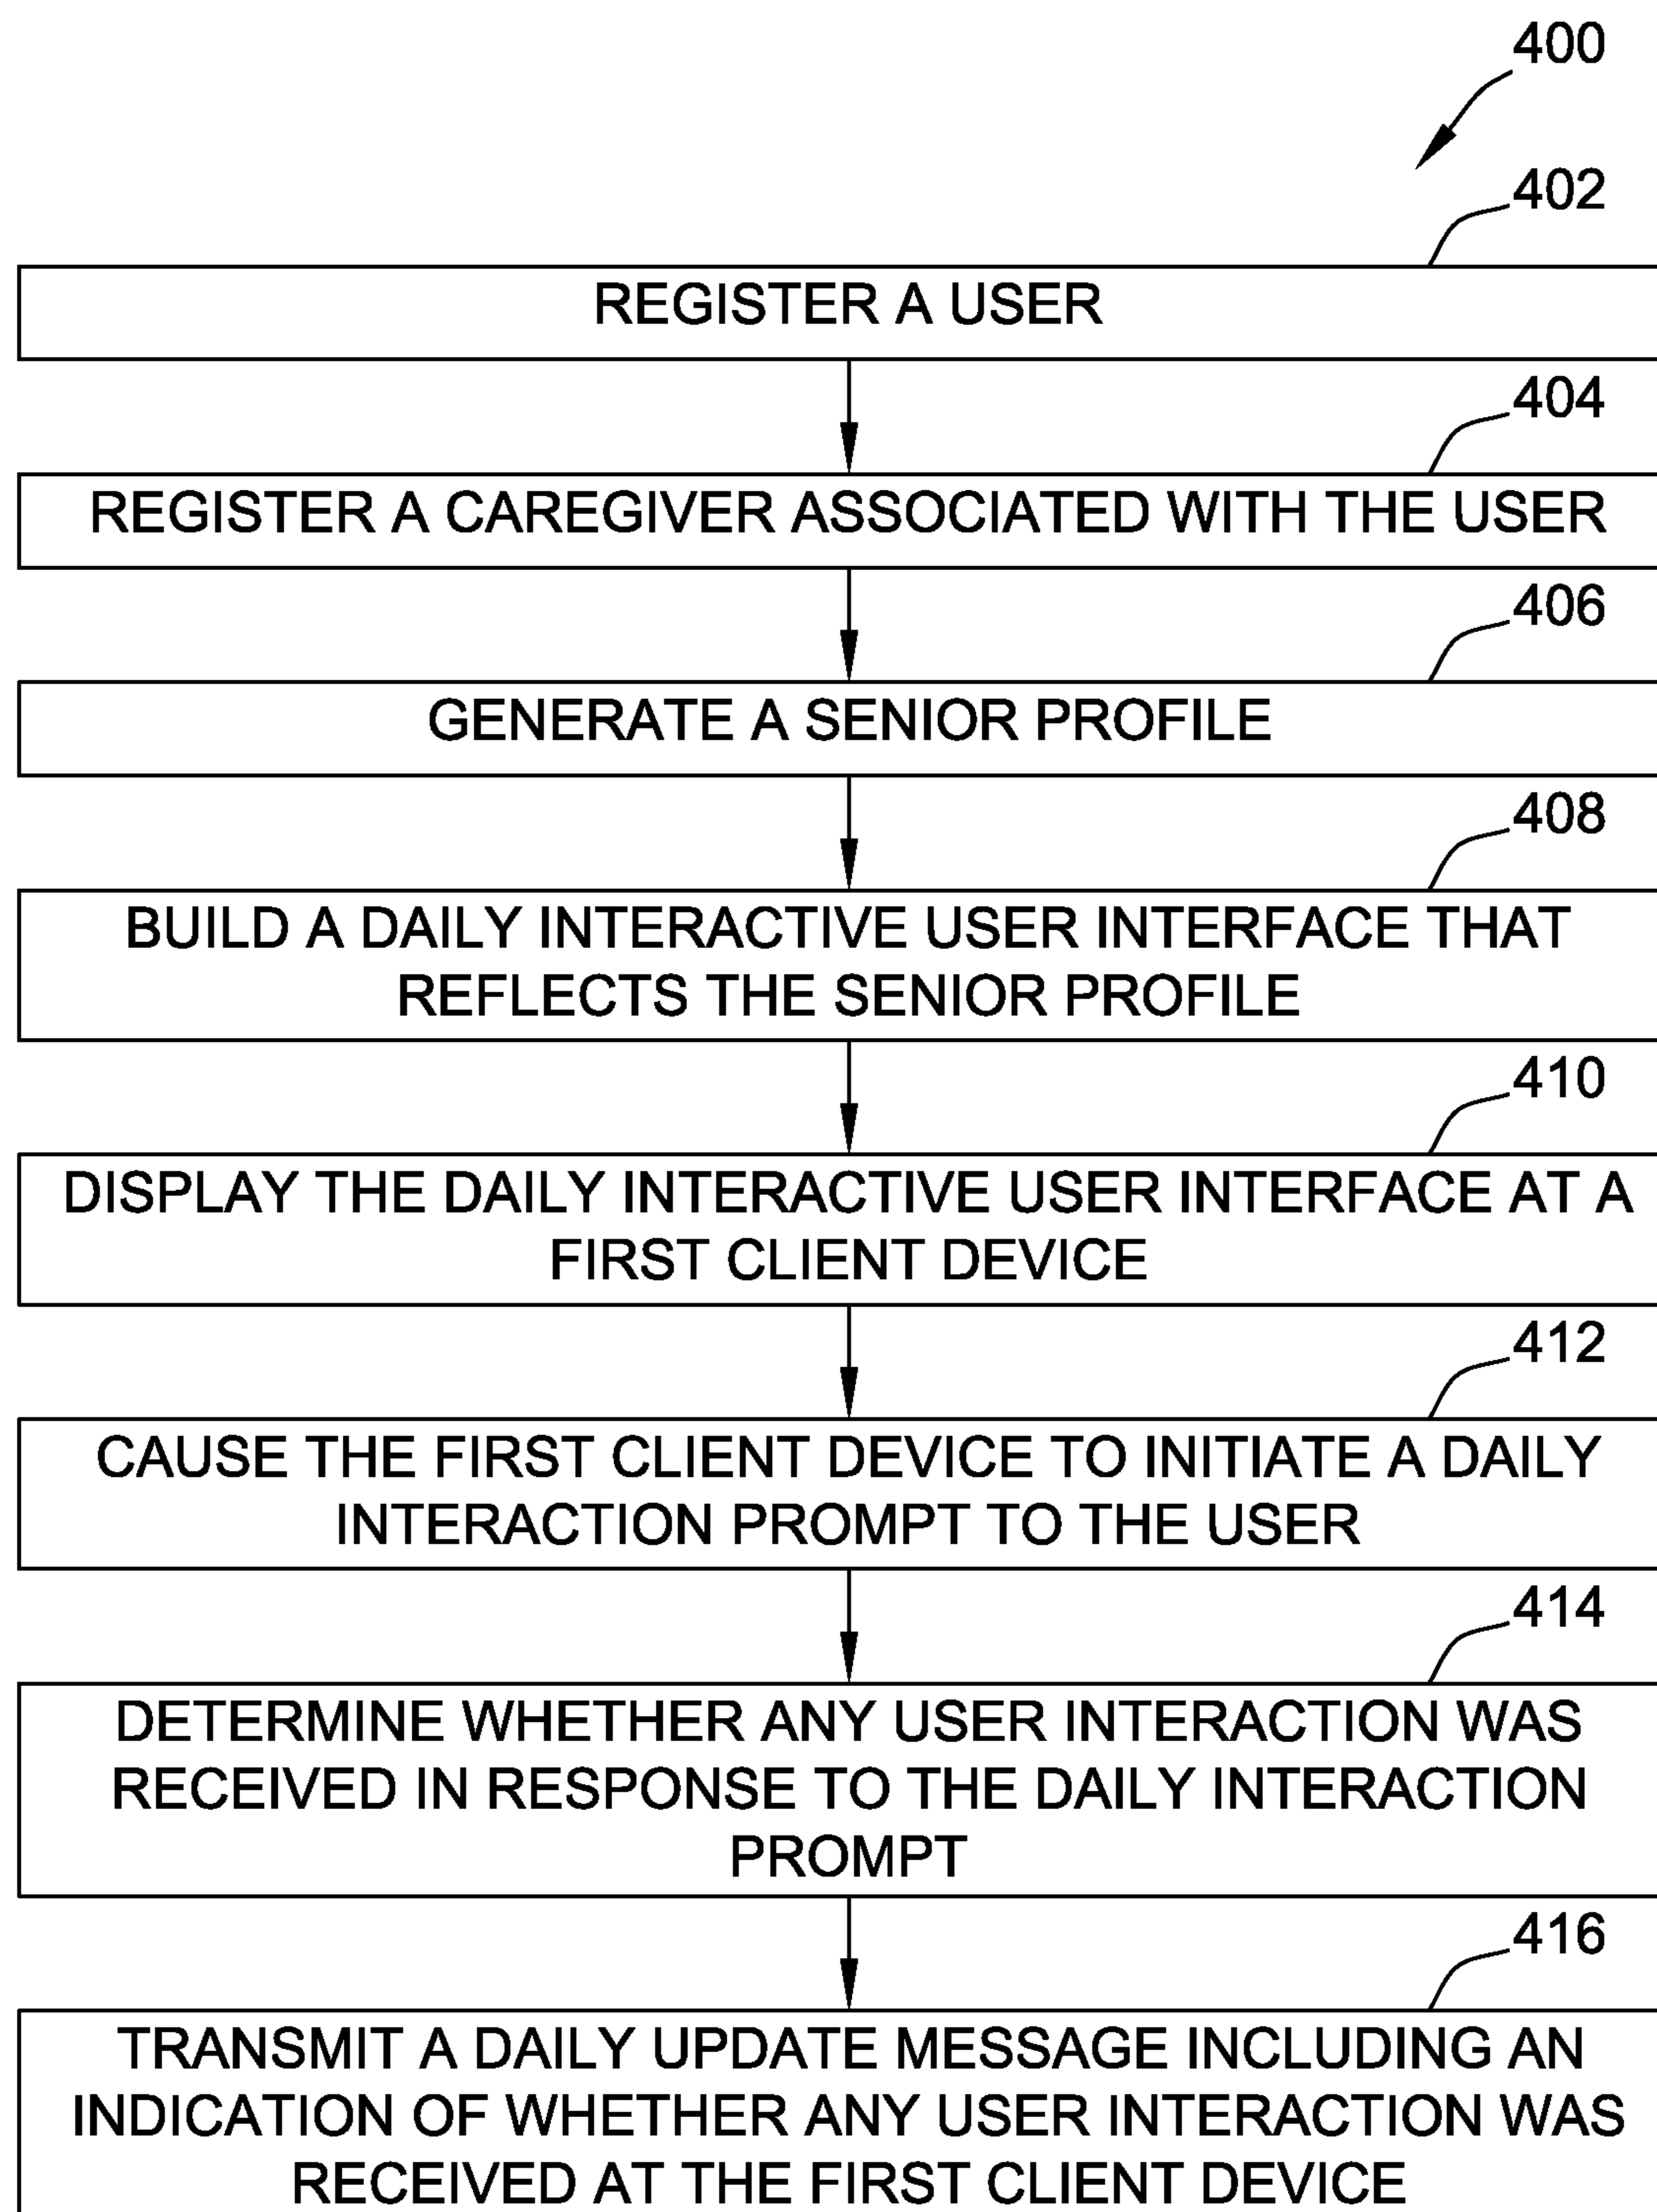 400
402
REGISTER A USER
404
REGISTER A CAREGIVER ASSOCIATED WITH THE USER
406
GENERATE A SENIOR PROFILE
408
BUILD A DAILY INTERACTIVE USER INTERFACE THAT
REFLECTS THE SENIOR PROFILE
410
DISPLAY THE DAILY INTERACTIVE USER INTERFACE AT A
FIRST CLIENT DEVICE
412
CAUSE THE FIRST CLIENT DEVICE TO INITIATE A DAILY
INTERACTION PROMPT TO THE USER
414
DETERMINE WHETHER ANY USER INTERACTION WAS
RECEIVED IN RESPONSE TO THE DAILY INTERACTION
PROMPT
416
TRANSMIT A DAILY UPDATE MESSAGE INCLUDING AN
INDICATION OF WHETHER ANY USER INTERACTION WAS
RECEIVED AT THE FIRST CLIENT DEVICE